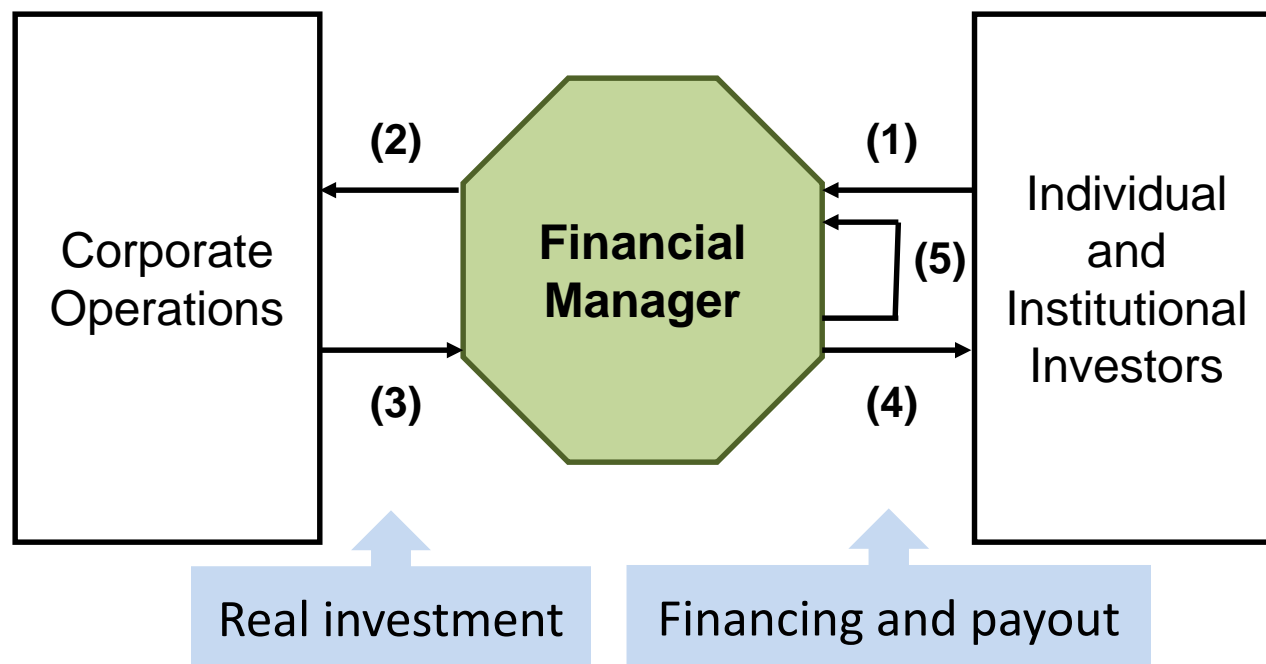 Corporate
Operations
(2)
(3)
Financial
Manager
(1)
(5)
(4)
Individual
and
Institutional
Investors
Real investment
Financing and payout